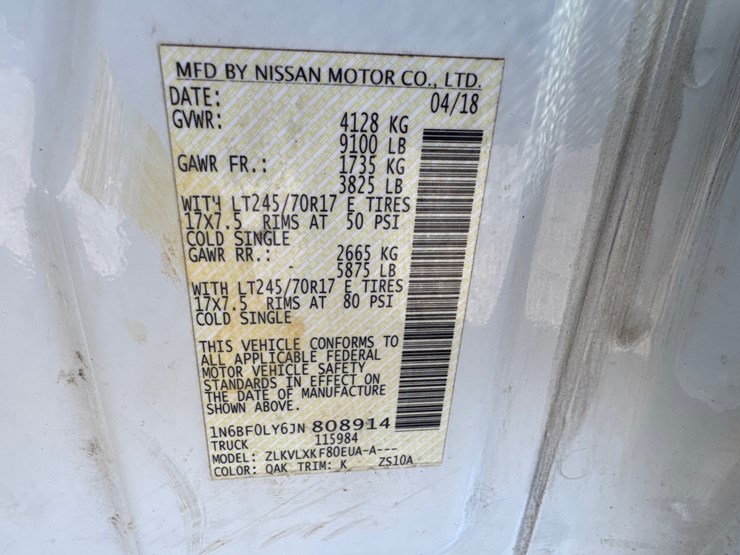 MFD BY NISSAN MOTOR CO., LTD.
DATE: 04/18
GVWR: 4128 KG
9100 LB
GAWR FR.: 1735 KG
3825 LB
WITH LT245/70R17 E TIRES
17X7.5 RIMS AT 50 PSI
COLD SINGLE
GAWR RR.: 2665 KG
5875 LB
WITH LT245/70R17 E TIRES
17X7.5 RIMS AT 80 PSI
COLD SINGLE
THIS VEHICLE CONFORMS TO
ALL APPLICABLE FEDERAL
MOTOR VEHICLE SAFETY
STANDARDS IN EFFECT ON
THE DATE OF MANUFACTURE
SHOWN ABOVE.
1N6BF0LY6JN 808914
TRUCK 115984
MODEL: ZLKVLXKF80EUA-A---
COLOR: QAK TRIM: K ZS10A